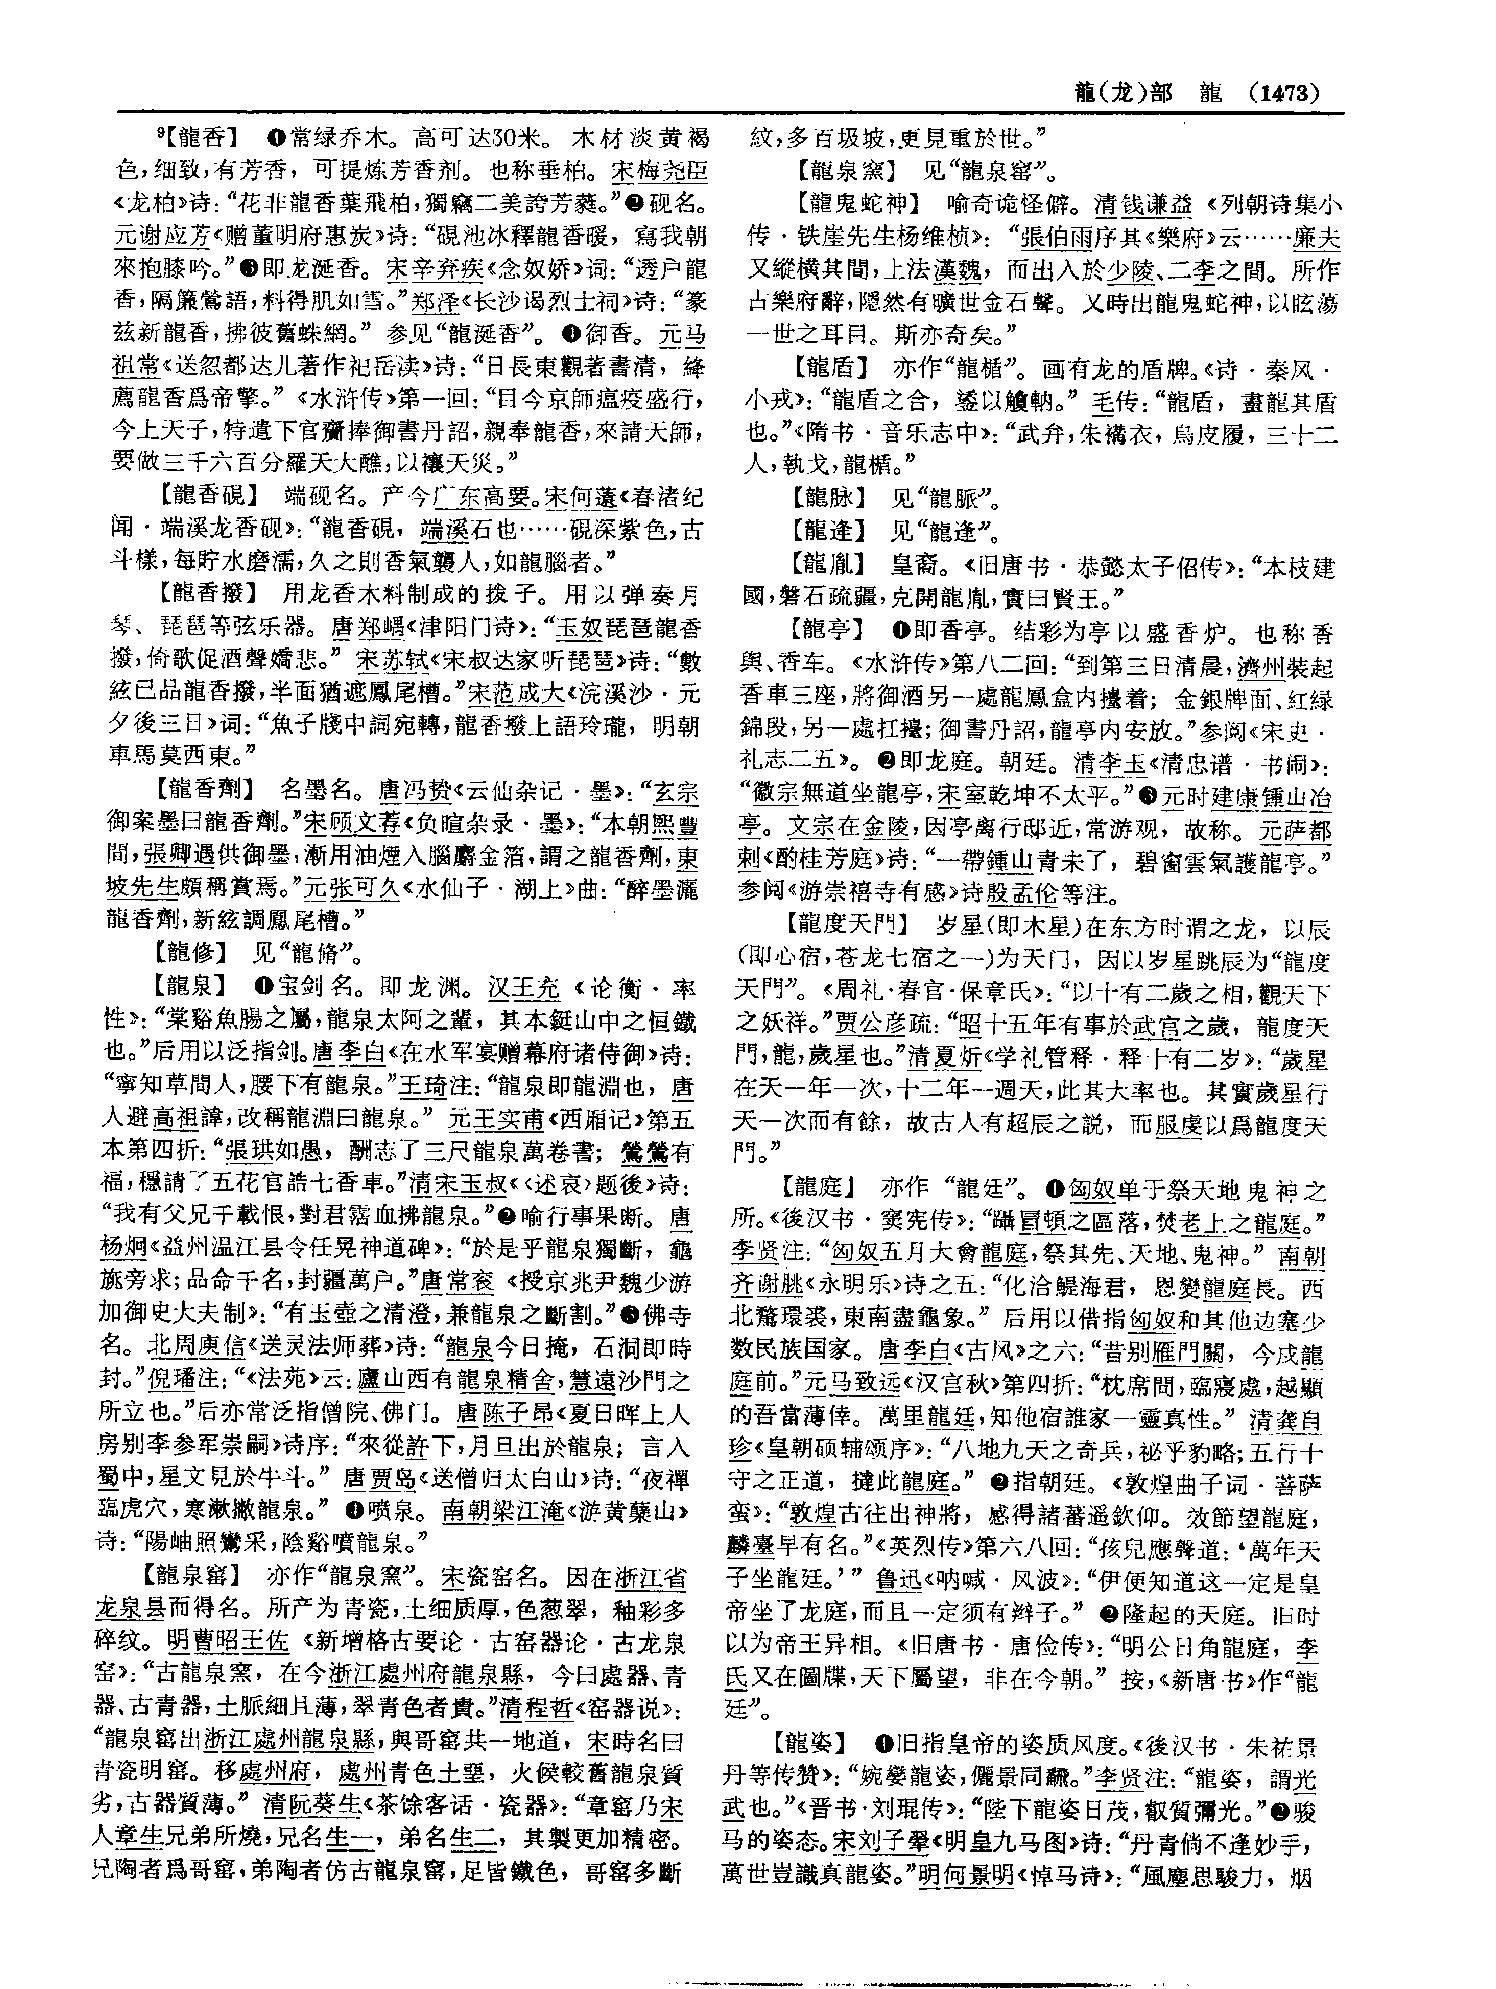 龍(龙)部　龍　(1473)
⁹【龍香】　❶常绿乔木。高可达30米。木材淡黄褐
色,细致,有芳香，可提炼芳香剂。也称垂柏。宋梅尧臣
《龙柏》诗:“花非龍香葉飛柏,獨竊二美誇芳蕤。”❷砚名。
元谢应芳《赠董明府惠炭》诗:“硯池冰釋龍香暖，寫我朝
來抱膝吟。”❸即龙涎香。宋辛弃疾《念奴娇》词:“透户龍
香,隔簾鶯語,料得肌如雪。”郑泽《长沙谒烈士祠》诗:“篆
兹新龍香,拂彼舊蛛網。”参见“龍涎香”。❹御香。元马
祖常《送忽都达儿著作祀岳渎》诗:“日長東觀著書清，絳
薦龍香爲帝擎。”《水浒传》第一回:“目今京師瘟疫盛行,
今上天子,特遣下官齎捧御書丹詔,親奉龍香,來請天師,
要做三千六百分羅天大醮,以禳天災。”
【龍香硯】　端砚名。产今广东高要。宋何薳《春渚纪
闻·端溪龙香砚》:“龍香硯，端溪石也……硯深紫色,古
斗樣,每貯水磨濡,久之則香氣襲人,如龍腦者。”
【龍香撥】　用龙香木料制成的拨子。用以弹奏月
琴、琵琶等弦乐器。唐郑嵎《津阳门诗》:“玉奴琵琶龍香
撥,倚歌促酒聲嬌悲。”宋苏轼《宋叔达家听琵琶》诗:“數
絃已品龍香撥,半面猶遮鳳尾槽。”宋范成大《浣溪沙·元
夕後三日》词:“魚子牋中詞宛轉,龍香撥上語玲瓏，明朝
車馬莫西東。”
【龍香劑】　名墨名。唐冯贽《云仙杂记·墨》:“玄宗
御案墨曰龍香劑。”宋顾文荐《负暄杂录·墨》:“本朝熙豐
間,張卿遇供御墨,漸用油煙入腦麝金箔,謂之龍香劑,東
坡先生頗稱賞焉。”元张可久《水仙子·湖上》曲:“醉墨灑
龍香劑,新絃調鳳尾槽。”
【龍修】　见“龍脩”。
【龍泉】　❶宝剑名。即龙渊。汉王充《论衡·率
性》:“棠谿魚腸之屬,龍泉太阿之輩，其本鋌山中之恒鐵
也。”后用以泛指剑。唐李白《在水军宴赠幕府诸侍御》诗:
“寧知草間人,腰下有龍泉。”王琦注:“龍泉即龍淵也，唐
人避高祖諱,改稱龍淵曰龍泉。”元王实甫《西厢记》第五
本第四折:“張珙如愚，酬志了三尺龍泉萬卷書；鶯鶯有
福,穩請了五花官誥七香車。”清宋玉叔《〈述哀〉题後》诗:
“我有父兄千載恨,對君霑血拂龍泉。”❷喻行事果断。唐
杨炯《益州温江县令任晃神道碑》:“於是乎龍泉獨斷，龜
旐旁求;品命千名,封疆萬户。”唐常衮《授京兆尹魏少游
加御史大夫制》:“有玉壺之清澄,兼龍泉之斷割。”❸佛寺
名。北周庾信《送灵法师葬》诗:“龍泉今日掩，石洞即時
封。”倪璠注:“《法苑》云:廬山西有龍泉精舍,慧遠沙門之
所立也。”后亦常泛指僧院、佛门。唐陈子昂《夏日晖上人
房别李参军崇嗣》诗序:“來從許下,月旦出於龍泉；言入
蜀中,星文見於牛斗。”唐贾岛《送僧归太白山》诗:“夜禪
臨虎穴,寒漱撇龍泉。”❹喷泉。南朝梁江淹《游黄蘗山》
诗:“陽岫照鸞采,陰谿噴龍泉。”
【龍泉窑】　亦作“龍泉窯”。宋瓷窑名。因在浙江省
龙泉县而得名。所产为青瓷,土细质厚,色葱翠，釉彩多
碎纹。明曹昭王佐《新增格古要论·古窑器论·古龙泉
窑》:“古龍泉窯，在今浙江處州府龍泉縣，今曰處器、青
器、古青器,土脈細且薄,翠青色者貴。”清程哲《窑器说》:
“龍泉窑出浙江處州龍泉縣,與哥窑共一地道，宋時名曰
青瓷明窑。移處州府，處州青色土堊，火候較舊龍泉質
劣,古器質薄。”清阮葵生《茶馀客话·瓷器》:“章窑乃宋
人章生兄弟所燒,兄名生一，弟名生二，其製更加精密。
兄陶者爲哥窑,弟陶者仿古龍泉窑,足皆鐵色，哥窑多斷
紋,多百圾坡,更見重於世。”
【龍泉窯】　见“龍泉窑”。
【龍鬼蛇神】　喻奇诡怪僻。清钱谦益《列朝诗集小
传·铁崖先生杨维桢》:“張伯雨序其《樂府》云……廉夫
又縱横其間,上法漢魏，而出入於少陵、二李之間。所作
古樂府辭,隱然有曠世金石聲。又時出龍鬼蛇神,以眩蕩
一世之耳目。斯亦奇矣。”
【龍盾】　亦作“龍楯”。画有龙的盾牌。《诗·秦风·
小戎》:“龍盾之合，鋈以觼軜。”毛传:“龍盾，畫龍其盾
也。”《隋书·音乐志中》:“武弁,朱褠衣，烏皮履，三十二
人,執戈,龍楯。”
【龍脉】　见“龍脈”。
【龍逄】　见“龍逢”。
【龍胤】　皇裔。《旧唐书·恭懿太子佋传》:“本枝建
國,磐石疏疆,克開龍胤,實曰賢王。”
【龍亭】　❶即香亭。结彩为亭以盛香炉。也称香
舆、香车。《水浒传》第八二回:“到第三日清晨,濟州裝起
香車三座,將御酒另一處龍鳳盒内擡着；金銀牌面、紅緑
錦段,另一處扛擡;御書丹詔,龍亭内安放。”参阅《宋史·
礼志二五》。❷即龙庭。朝廷。清李玉《清忠谱·书闹》:
“徽宗無道坐龍亭,宋室乾坤不太平。”❸元时建康锺山冶
亭。文宗在金陵,因亭离行邸近,常游观，故称。元萨都
剌《酌桂芳庭》诗:“一帶鍾山青未了，碧窗雲氣護龍亭。”
参阅《游崇禧寺有感》诗殷孟伦等注。
【龍度天門】　岁星(即木星)在东方时谓之龙，以辰
(即心宿,苍龙七宿之一)为天门，因以岁星跳辰为“龍度
天門”。《周礼·春官·保章氏》:“以十有二歲之相,觀天下
之妖祥。”贾公彦疏:“昭十五年有事於武宫之歲，龍度天
門,龍,歲星也。”清夏炘《学礼管释·释十有二岁》:“歲星
在天一年一次,十二年一週天,此其大率也。其實歲星行
天一次而有餘，故古人有超辰之説，而服虔以爲龍度天
門。”
【龍庭】　亦作“龍廷”。❶匈奴单于祭天地鬼神之
所。《後汉书·窦宪传》:“躡冒頓之區落,焚老上之龍庭。”
李贤注:“匈奴五月大會龍庭,祭其先、天地、鬼神。”南朝
齐谢朓《永明乐》诗之五:“化洽鯷海君，恩變龍庭長。西
北騖環裘,東南盡龜象。”后用以借指匈奴和其他边塞少
数民族国家。唐李白《古风》之六:“昔别雁門關，今戍龍
庭前。”元马致远《汉宫秋》第四折:“枕席間,臨寢處,越顯
的吾當薄倖。萬里龍廷,知他宿誰家一靈真性。”清龚自
珍《皇朝硕辅颂序》:“八地九天之奇兵,祕乎豹略;五行十
守之正道，撻此龍庭。”❷指朝廷。《敦煌曲子词·菩萨
蛮》:“敦煌古往出神將，感得諸蕃遥欽仰。效節望龍庭，
麟臺早有名。”《英烈传》第六八回:“孩兒應聲道:‘萬年天
子坐龍廷。’”鲁迅《呐喊·风波》:“伊便知道这一定是皇
帝坐了龙庭,而且一定须有辫子。”❷隆起的天庭。旧时
以为帝王异相。《旧唐书·唐俭传》:“明公日角龍庭，李
氏又在圖牒,天下屬望，非在今朝。”按,《新唐书》作“龍
廷”。
【龍姿】　❶旧指皇帝的姿质风度。《後汉书·朱祐景
丹等传赞》:“婉孌龍姿,儷景同飜。”李贤注:“龍姿，謂光
武也。”《晋书·刘琨传》:“陛下龍姿日茂,叡質彌光。”❷骏
马的姿态。宋刘子翚《明皇九马图》诗:“丹青倘不逢妙手，
萬世豈識真龍姿。”明何景明《悼马诗》:“風塵思駿力，烟